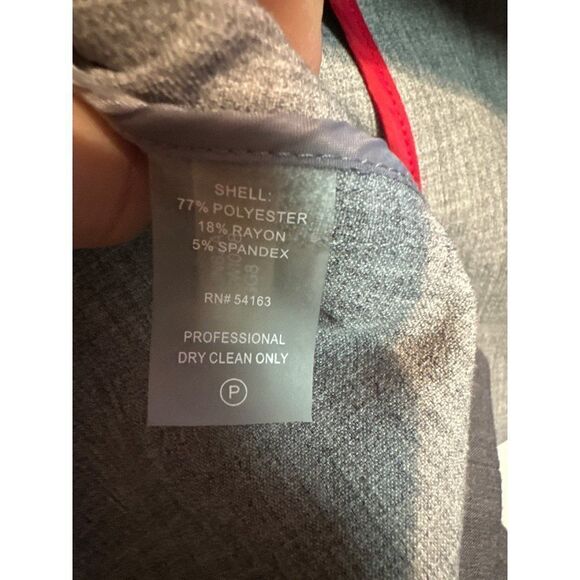 SHELL:
77% POLYESTER
18% RAYON
5% SPANDEX
RN# 54163
PROFESSIONAL
DRY CLEAN ONLY
P